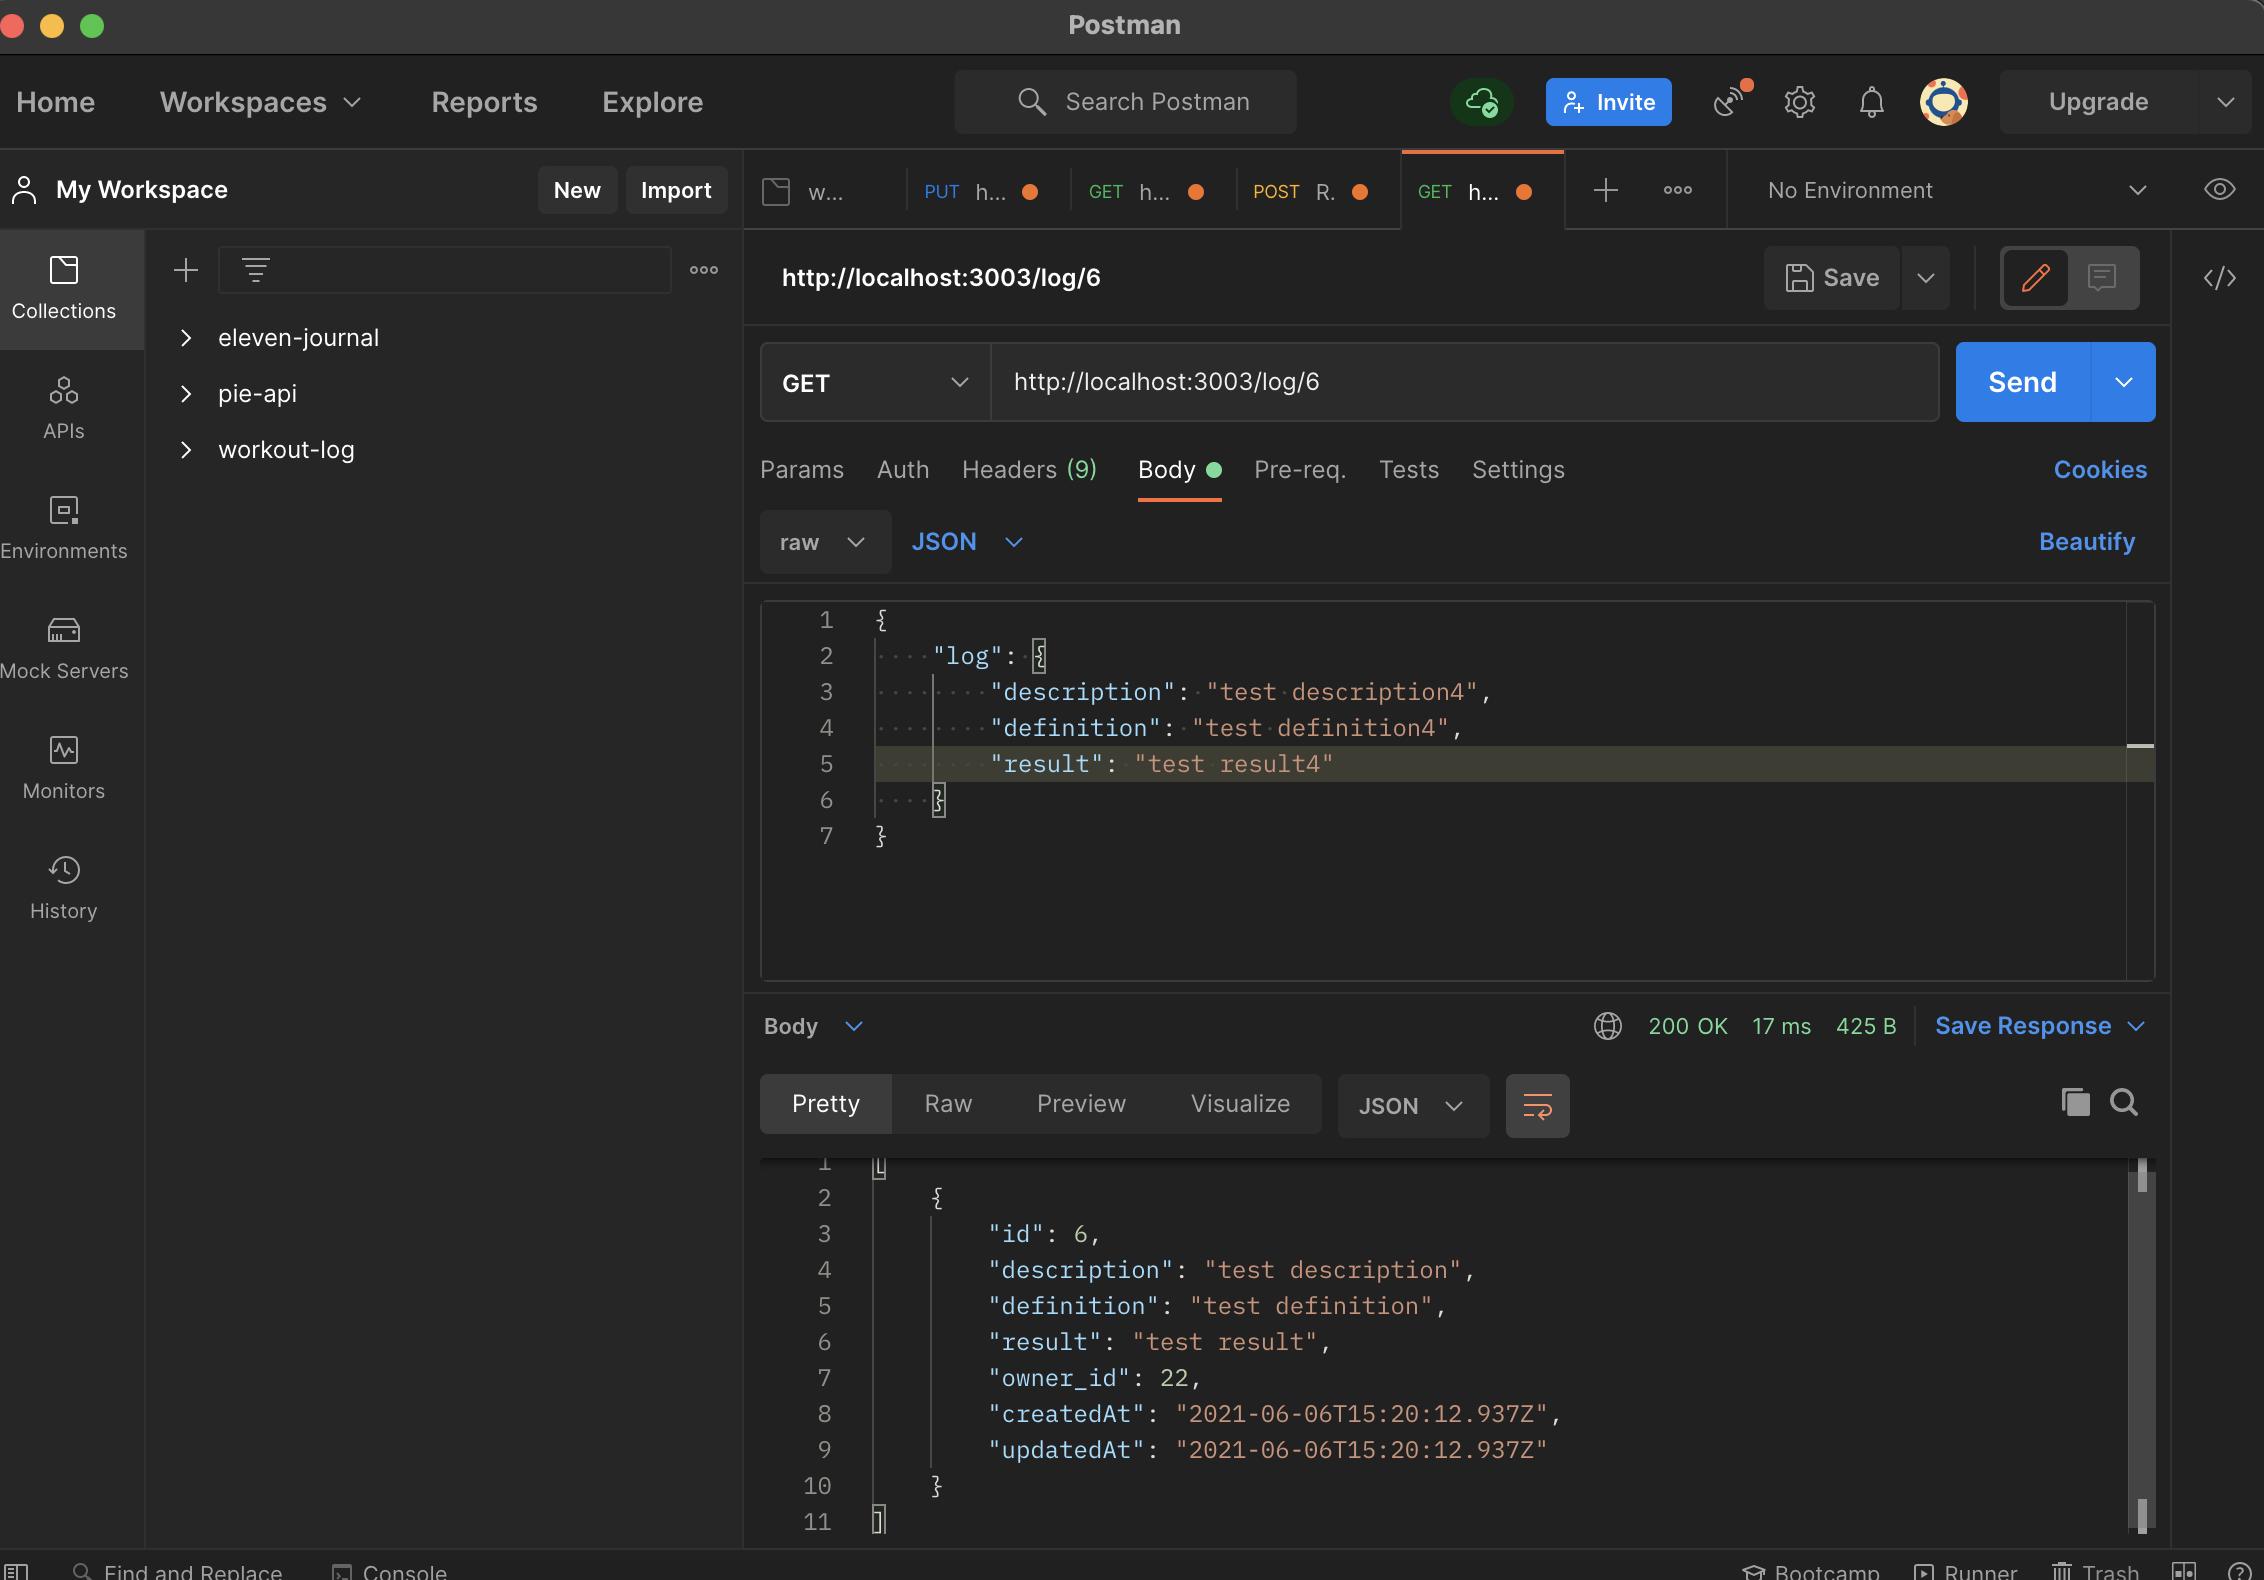 Postman
Home Workspaces Reports Explore Search Postman Invite Upgrade
My Workspace New Import
w... PUT h... GET h... POST R. GET h... No Environment
Collections
eleven-journal
pie-api
workout-log
APIs
Environments
Mock Servers
Monitors
History
http://localhost:3003/log/6 Save
GET http://localhost:3003/log/6 Send
Params Auth Headers (9) Body Pre-req. Tests Settings Cookies
raw JSON Beautify
1 {
2 "log": {
3 "description": "test description4",
4 "definition": "test definition4",
5 "result": "test result4"
6 }
7 }
Body 200 OK 17 ms 425 B Save Response
Pretty Raw Preview Visualize JSON
1 [
2 {
3 "id": 6,
4 "description": "test description",
5 "definition": "test definition",
6 "result": "test result",
7 "owner_id": 22,
8 "createdAt": "2021-06-06T15:20:12.937Z",
9 "updatedAt": "2021-06-06T15:20:12.937Z"
10 }
11 ]
Find and Replace Console Bootcamp Runner Trash